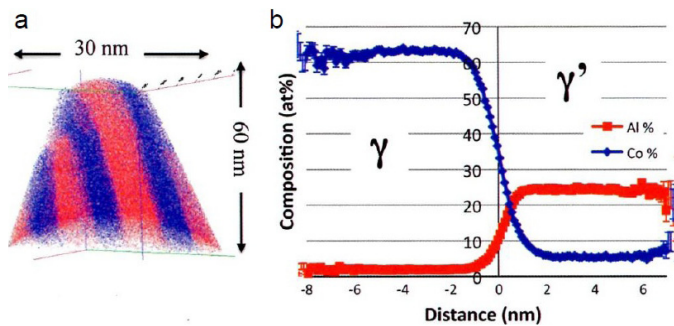 a
30 nm
60 nm
b
Composition (at%)
70
60
50
40
30
20
10
0
γ
γ’
Al %
Co %
-8 -6 -4 -2 0 2 4 6
Distance (nm)